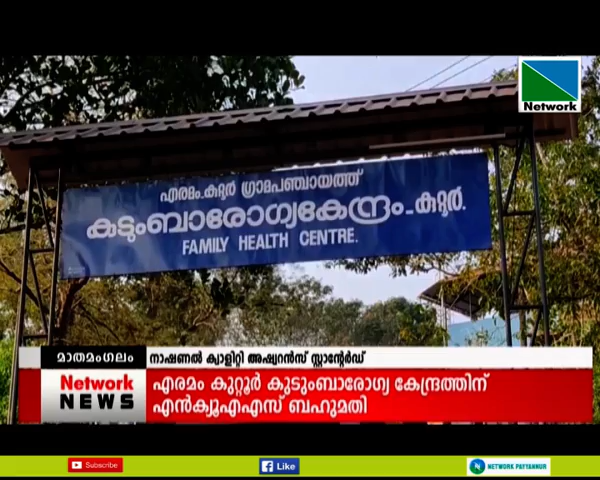 Network
എരമം.കുറ്റൂർ ഗ്രാമപഞ്ചായത്ത്
കുടുംബാരോഗ്യകേന്ദ്രം-കുറ്റൂർ.
FAMILY HEALTH CENTRE.
മാതമംഗലം
നാഷണൽ ക്വാളിറ്റി അഷ്വറൻസ് സ്റ്റാന്റേർഡ്
Network
NEWS
എരമം കുറ്റൂർ കുടുംബാരോഗ്യ കേന്ദ്രത്തിന്
എൻക്യൂഎഎസ് ബഹുമതി
Subscribe
Like
NETWORK PAYYANNUR